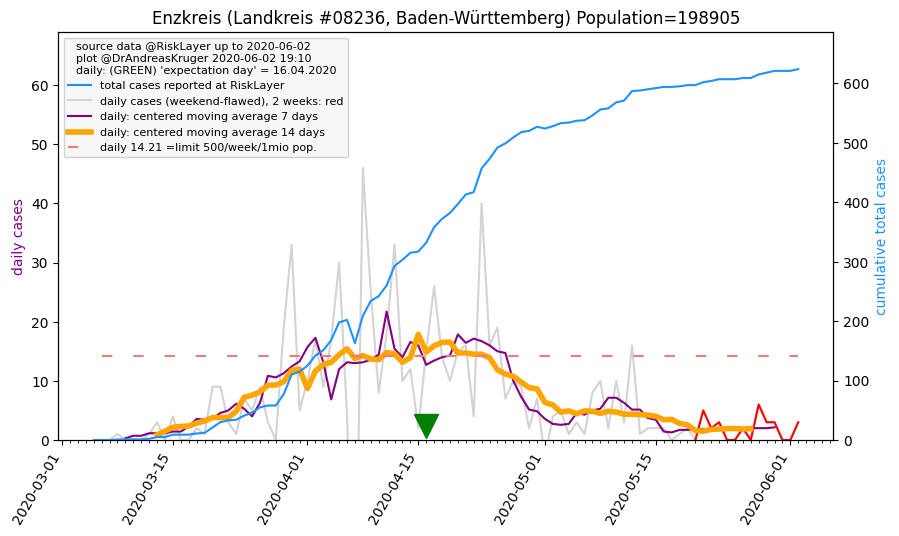 Enzkreis (Landkreis #08236, Baden-Württemberg) Population=198905
source data @RiskLayer up to 2020-06-02
plot @DrAndreasKruger 2020-06-02 19:10
daily: (GREEN) 'expectation day' = 16.04.2020
total cases reported at RiskLayer
daily cases (weekend-flawed), 2 weeks: red
daily: centered moving average 7 days
daily: centered moving average 14 days
daily 14.21 =limit 500/week/1mio pop.
daily cases
0
10
20
30
40
50
60
cumulative total cases
0
100
200
300
400
500
600
2020-03-01
2020-03-15
2020-04-01
2020-04-15
2020-05-01
2020-05-15
2020-06-01